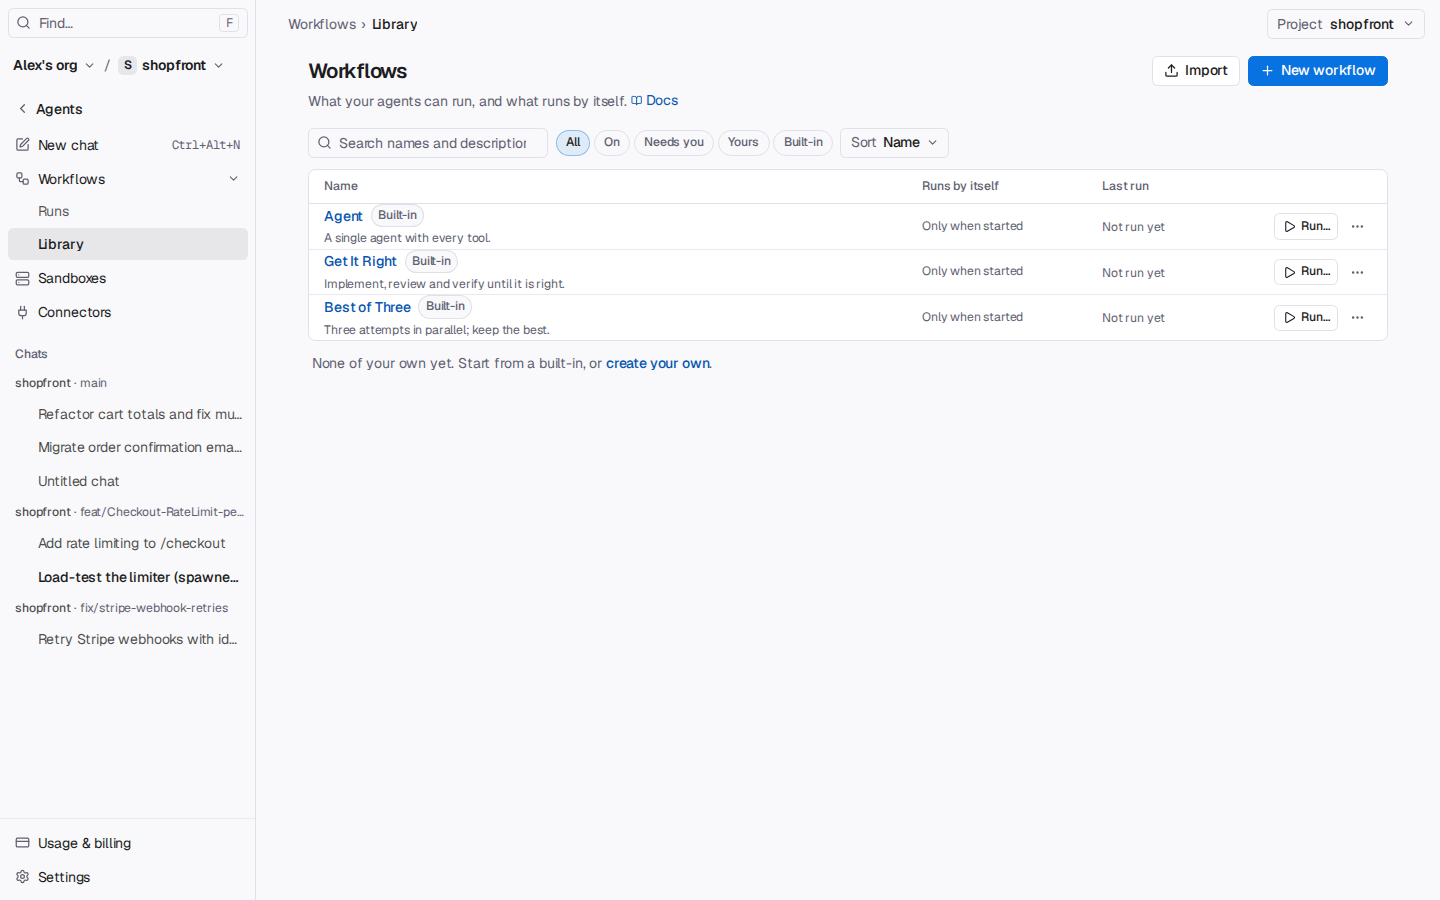 Find...
F
Alex's org / S shopfront
Agents
New chat Ctrl+Alt+N
Workflows
Runs
Library
Sandboxes
Connectors
Chats
shopfront · main
Refactor cart totals and fix mu...
Migrate order confirmation ema...
Untitled chat
shopfront · feat/Checkout-RateLimit-pe...
Add rate limiting to /checkout
Load-test the limiter (spawne...
shopfront · fix/stripe-webhook-retries
Retry Stripe webhooks with id...
Usage & billing
Settings
Workflows › Library
Project shopfront
Workflows
Import
New workflow
What your agents can run, and what runs by itself. Docs
Search names and description
All On Needs you Yours Built-in Sort Name
Name Runs by itself Last run
Agent Built-in
A single agent with every tool.
Only when started Not run yet Run...
Get It Right Built-in
Implement, review and verify until it is right.
Only when started Not run yet Run...
Best of Three Built-in
Three attempts in parallel; keep the best.
Only when started Not run yet Run...
None of your own yet. Start from a built-in, or create your own.